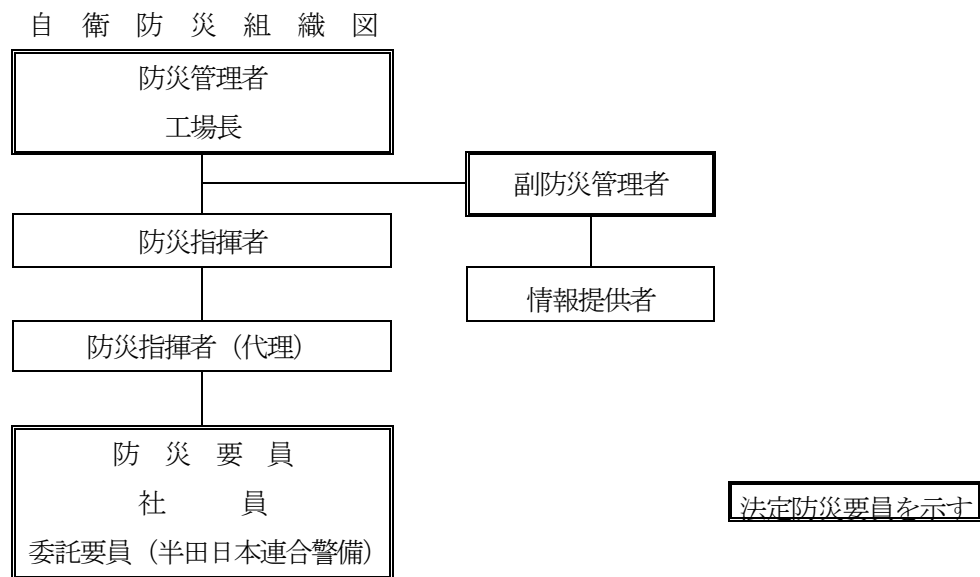 自衛防災組織図
防災管理者
工場長
副防災管理者
防災指揮者
情報提供者
防災指揮者（代理）
防災要員
社員
法定防災要員を示す
委託要員（半田日本連合警備）